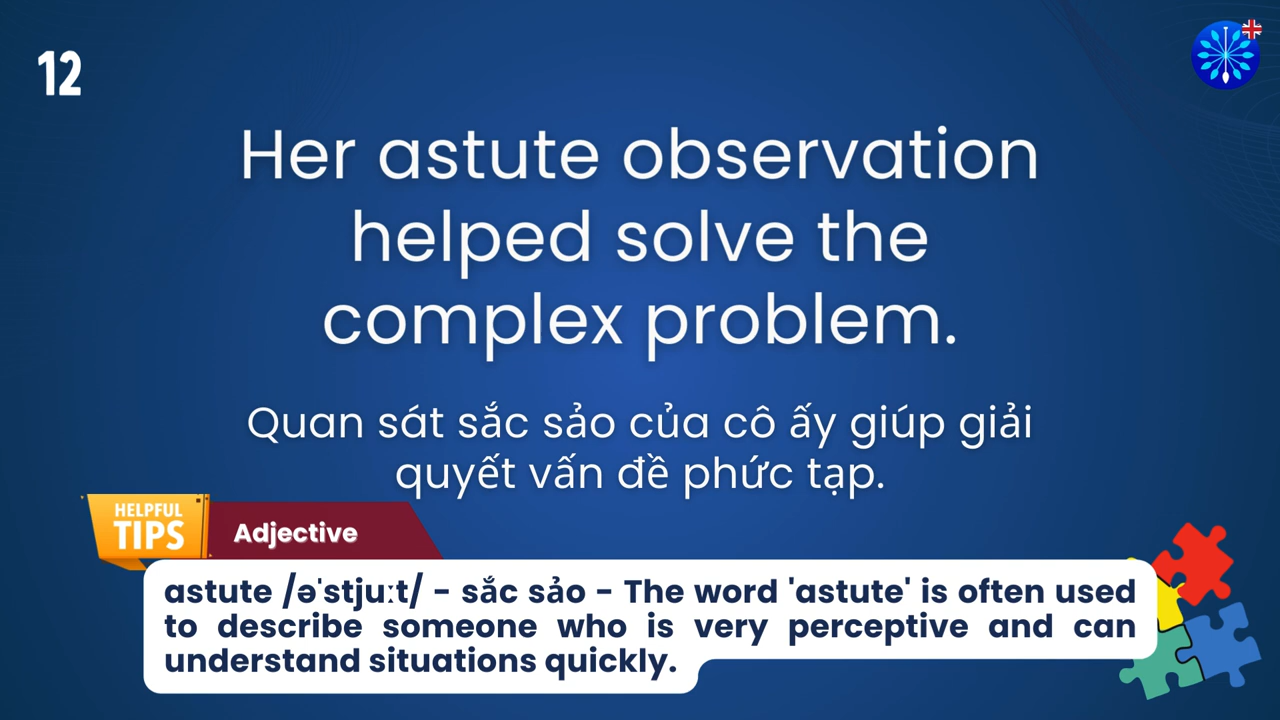 12
Her astute observation
helped solve the
complex problem.
Quan sát sắc sảo của cô ấy giúp giải
quyết vấn đề phức tạp.
HELPFUL
TIPS
Adjective
astute /əˈstjuːt/ - sắc sảo - The word 'astute' is often used
to describe someone who is very perceptive and can
understand situations quickly.